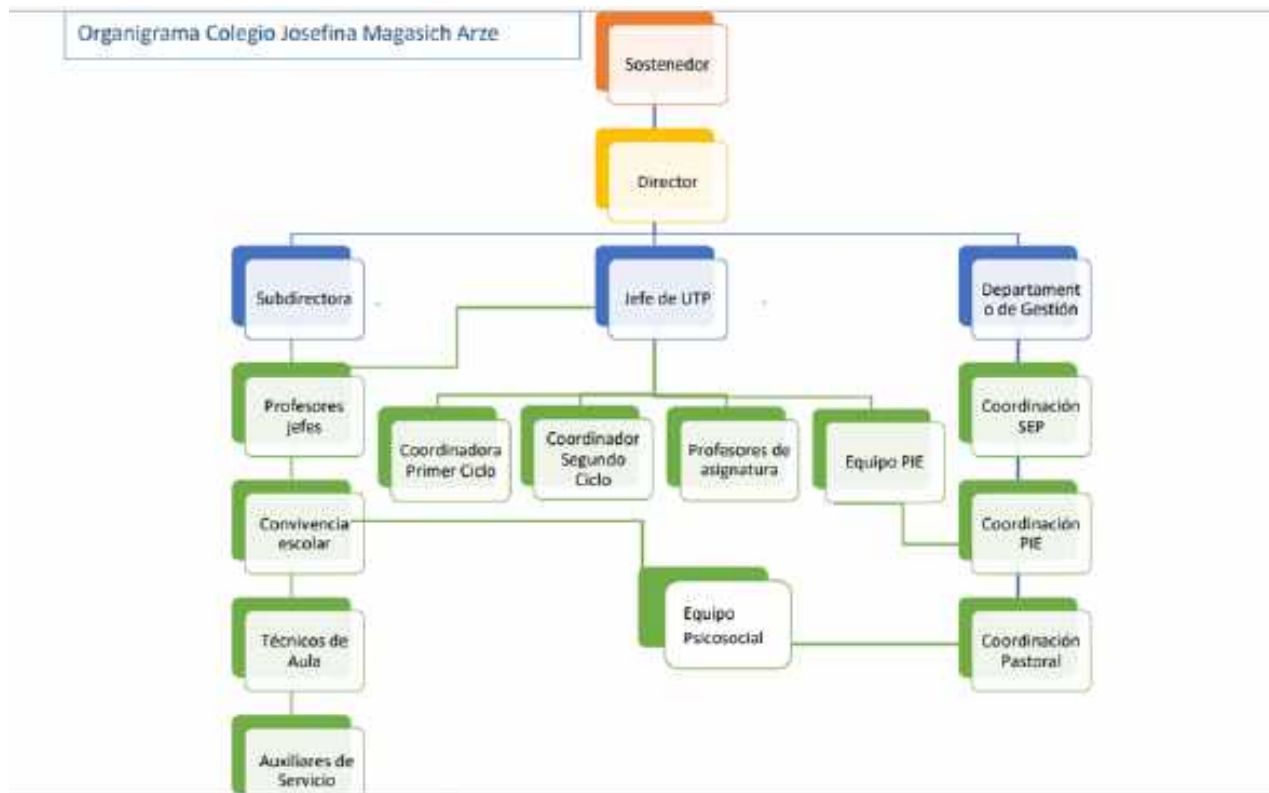 Organigrama Colegio Josefina Magasich Arze
Sostenedor
Director
Subdirectora
Jefe de UTP
Departament
o de Gestión
Profesores
jefes
Coordinadora
Primer Ciclo
Coordinador
Segundo
Ciclo
Profesores de
asignatura
Equipo PIE
Coordinación
SEP
Convivencia
escolar
Coordinación
PIE
Equipo
Psicosocial
Técnicos de
Aula
Coordinación
Pastoral
Auxiliares de
Servicio